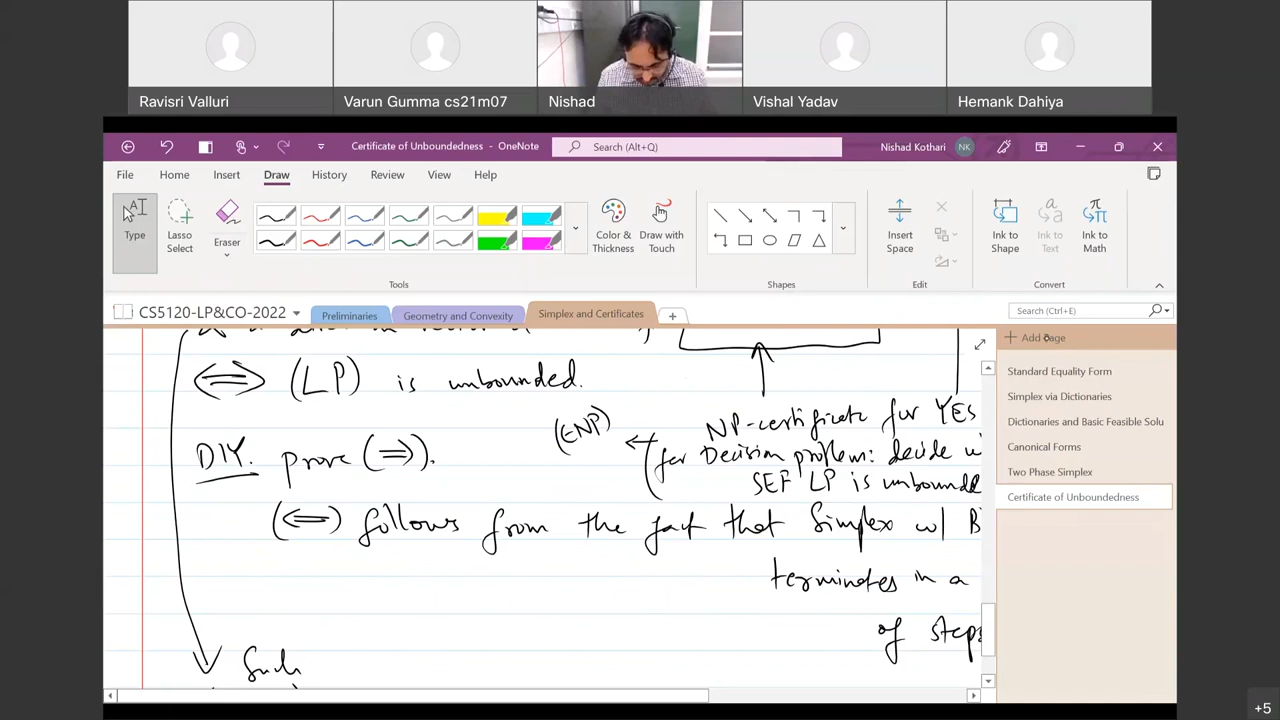 Ravisri Valluri
Varun Gumma cs21m07
Nishad
Vishal Yadav
Hemank Dahiya
Certificate of Unboundedness - OneNote
Search (Alt+Q)
Nishad Kothari
NK
File
Home
Insert
Draw
History
Review
View
Help
Type
Lasso Select
Eraser
Color & Thickness
Draw with Touch
Insert Space
Ink to Shape
Ink to Text
Ink to Math
Tools
Shapes
Edit
Convert
CS5120-LP&CO-2022
Preliminaries
Geometry and Convexity
Simplex and Certificates
Search (Ctrl+E)
Add Page
Standard Equality Form
Simplex via Dictionaries
Dictionaries and Basic Feasible Solu
Canonical Forms
Two Phase Simplex
Certificate of Unboundedness
⟺ (LP) is unbounded.
DIY. prove (⟹).
(ENP)
NP-certificate for YES
for Decision problem: decide w
SEF LP is unbounde
(⟸) follows from the fact that Simplex w/ B
terminates in a
of steps
Such
+5